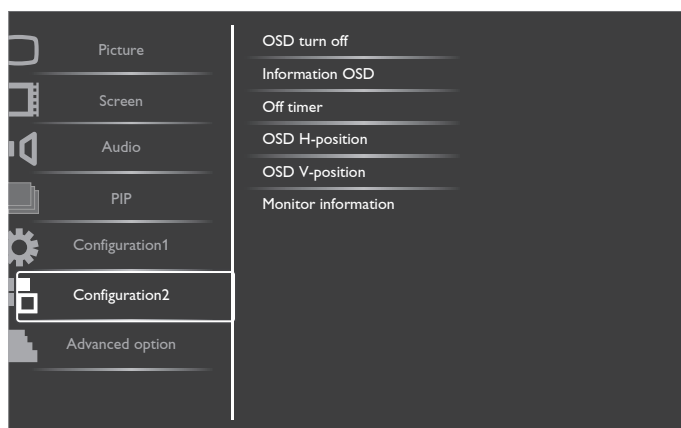 Picture
Screen
Audio
PIP
Configuration1
Configuration2
Advanced option
OSD turn off
Information OSD
Off timer
OSD H-position
OSD V-position
Monitor information